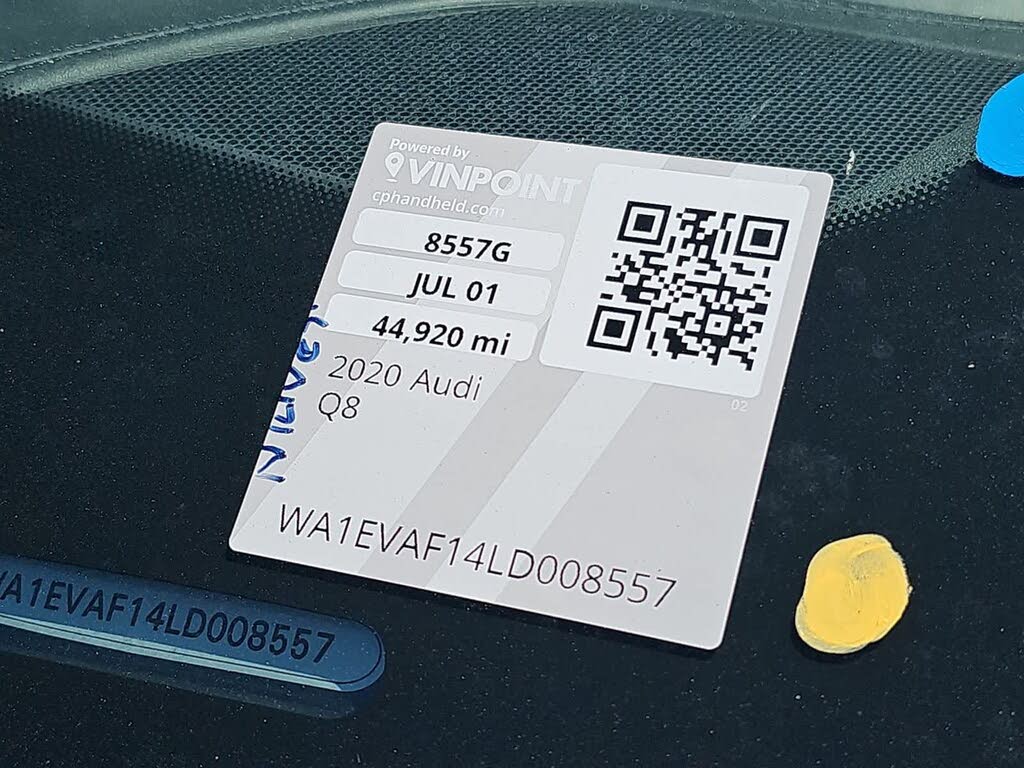 Powered by
VINPOINT
cphandheld.com
8557G
JUL 01
44,920 mi
2020 Audi
Q8
02
WA1EVAF14LD008557
A1EVAF14LD008557